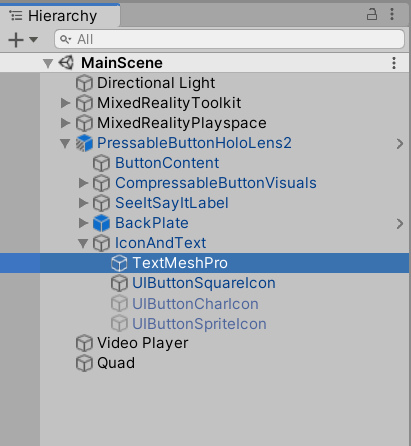 Hierarchy
All
MainScene
Directional Light
MixedRealityToolkit
MixedRealityPlayspace
PressableButtonHoloLens2
ButtonContent
CompressableButtonVisuals
SeeItSayItLabel
BackPlate
IconAndText
TextMeshPro
UIButtonSquareIcon
UIButtonCharIcon
UIButtonSpriteIcon
Video Player
Quad